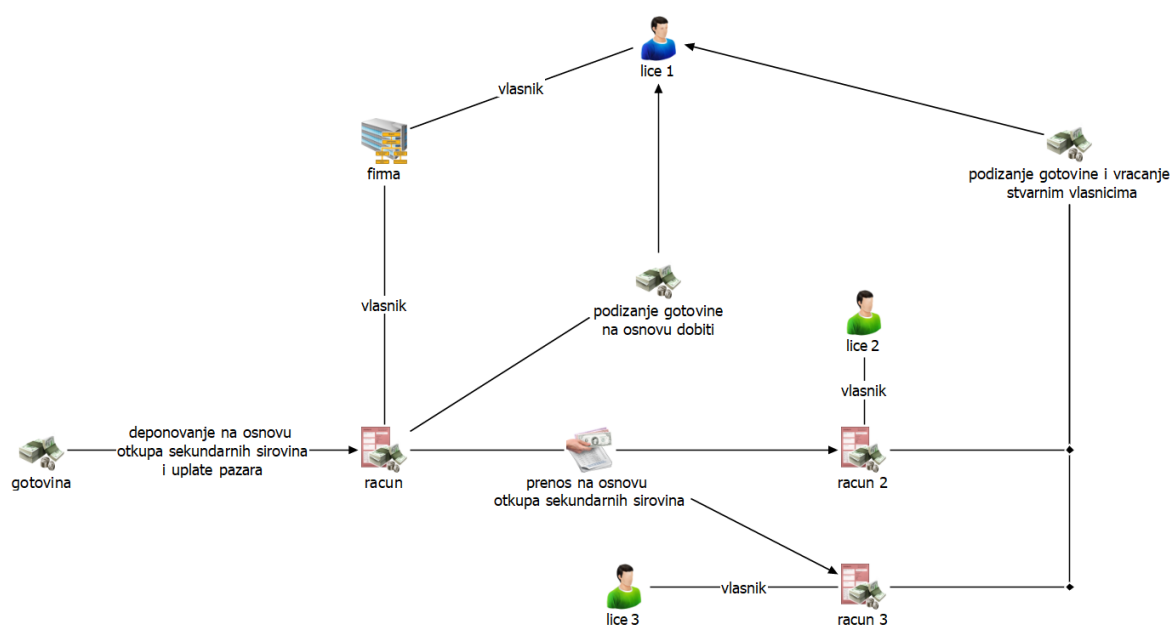 lice 1
vlasnik
firma
podizanje gotovine i vracanje
stvarnim vlasnicima
vlasnik
podizanje gotovine
na osnovu dobiti
lice 2
vlasnik
deponovanje na osnovu
otkupa sekundarnih sirovina
i uplate pazara
gotovina
racun
prenos na osnovu
otkupa sekundarnih sirovina
racun 2
vlasnik
lice 3
racun 3